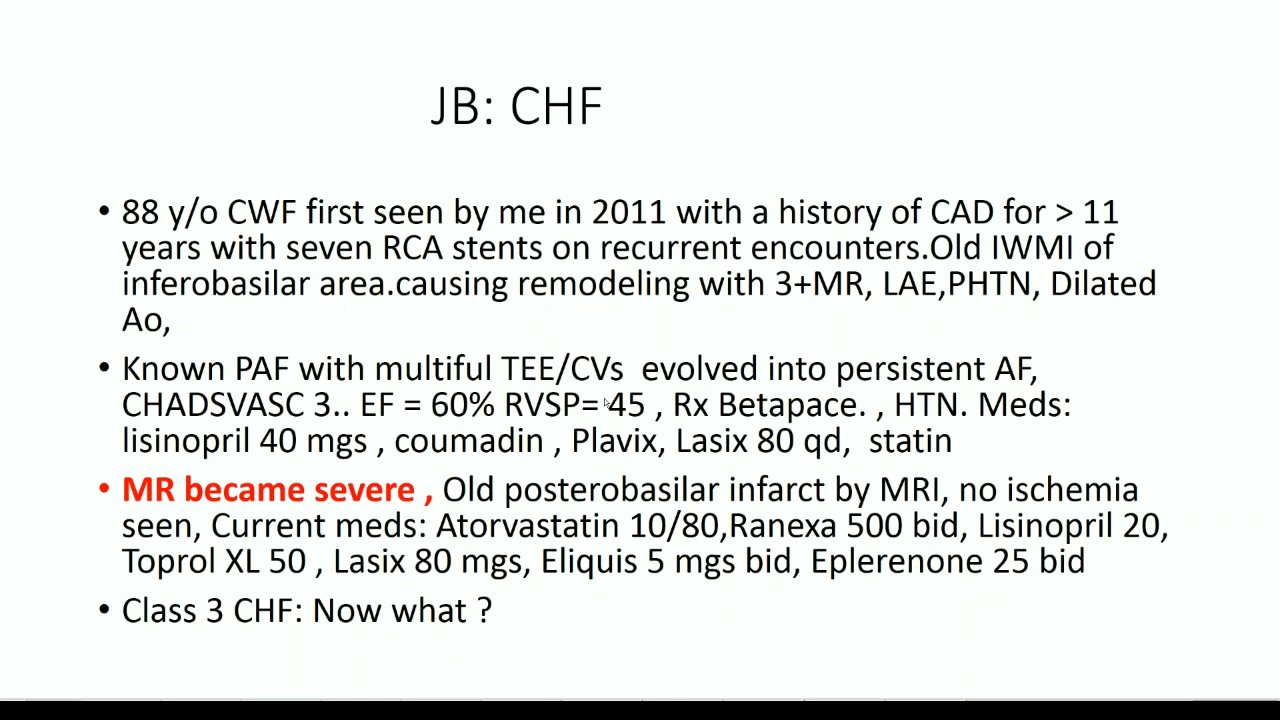 JB: CHF
• 88 y/o CWF first seen by me in 2011 with a history of CAD for > 11
years with seven RCA stents on recurrent encounters.Old IWMI of
inferobasilar area.causing remodeling with 3+MR, LAE,PHTN, Dilated
Ao,
• Known PAF with multiful TEE/CVs evolved into persistent AF,
CHADSVASC 3.. EF = 60% RVSP= 45 , Rx Betapace. , HTN. Meds:
lisinopril 40 mgs , coumadin , Plavix, Lasix 80 qd, statin
• MR became severe , Old posterobasilar infarct by MRI, no ischemia
seen, Current meds: Atorvastatin 10/80,Ranexa 500 bid, Lisinopril 20,
Toprol XL 50 , Lasix 80 mgs, Eliquis 5 mgs bid, Eplerenone 25 bid
• Class 3 CHF: Now what ?